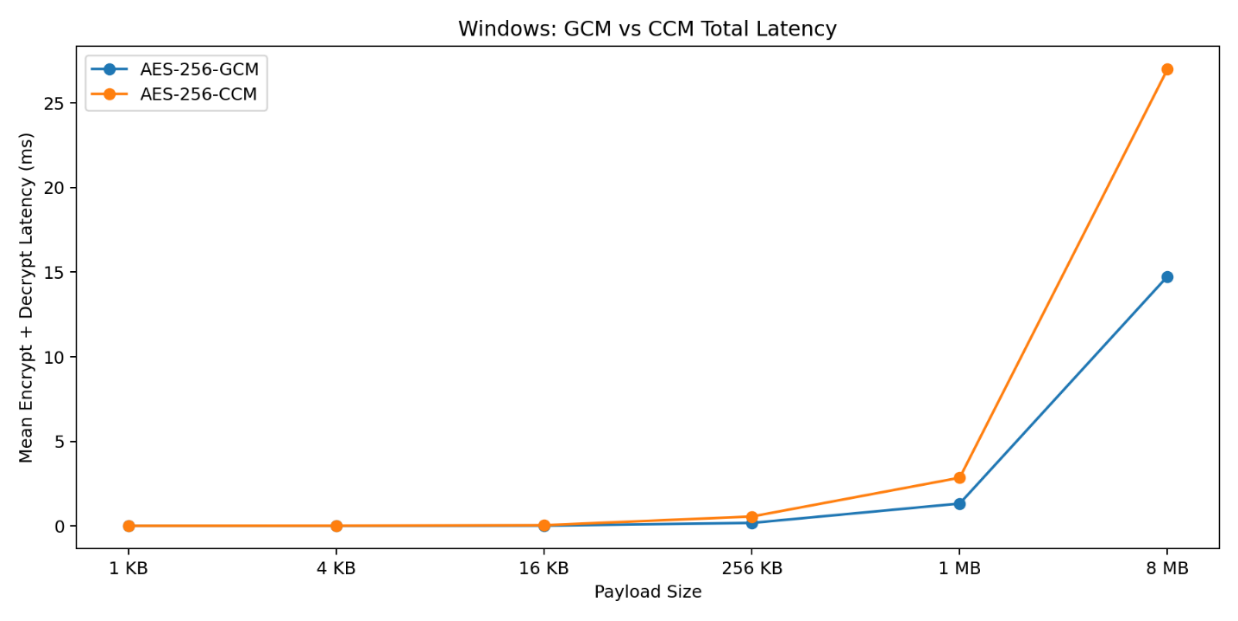 Windows: GCM vs CCM Total Latency
AES-256-GCM
AES-256-CCM
Mean Encrypt + Decrypt Latency (ms)
25
20
15
10
5
0
1 KB
4 KB
16 KB
256 KB
1 MB
8 MB
Payload Size